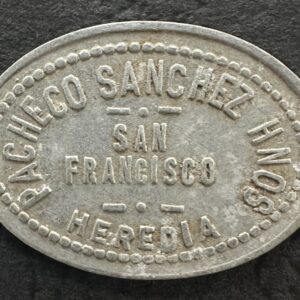 PACHECO SANCHEZ HNOS
SAN
FRANCISCO
HEREDIA